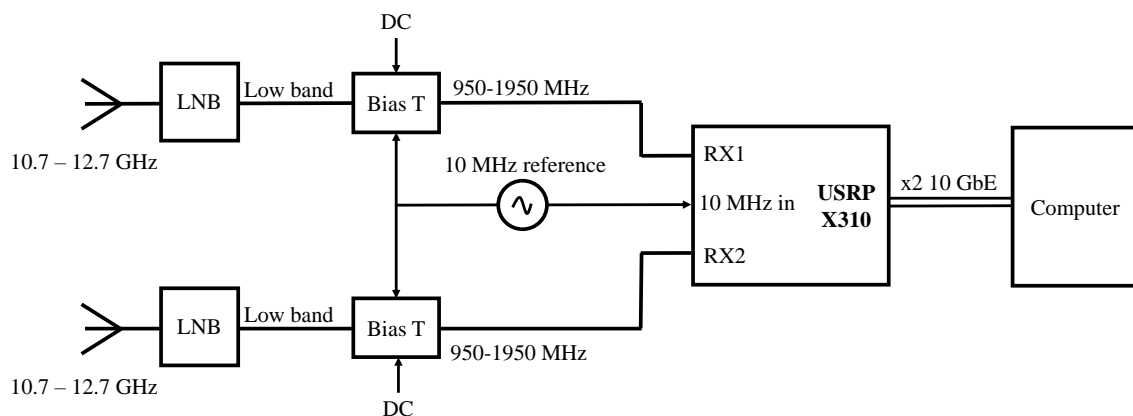 DC
LNB
Low band
Bias T
950-1950 MHz
10.7 – 12.7 GHz
10 MHz reference
RX1
10 MHz in
USRP
X310
RX2
x2 10 GbE
Computer
LNB
Low band
Bias T
950-1950 MHz
10.7 – 12.7 GHz
DC